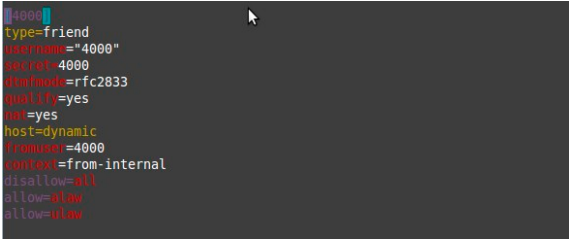 [4000]
type=friend
username="4000"
secret=4000
dtmfmode=rfc2833
qualify=yes
nat=yes
host=dynamic
fromuser=4000
context=from-internal
disallow=all
allow=alaw
allow=ulaw